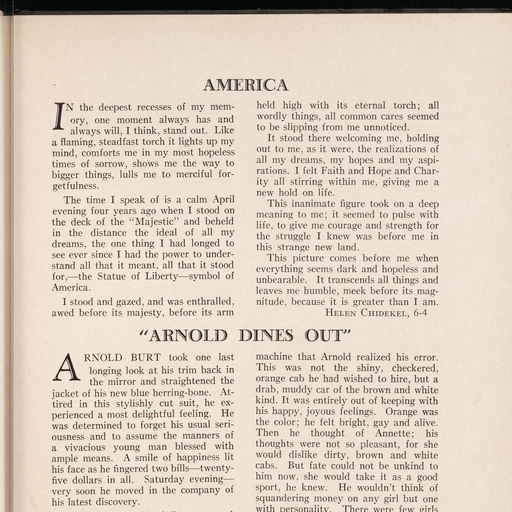 AMERICA
IN the deepest recesses of my mem-
ory, one moment always has and
always will, I think, stand out. Like
a flaming, steadfast torch it lights up my
mind, comforts me in my most hopeless
times of sorrow, shows me the way to
bigger things, lulls me to merciful for-
getfulness.
The time I speak of is a calm April
evening four years ago when I stood on
the deck of the "Majestic" and beheld
in the distance the ideal of all my
dreams, the one thing I had longed to
see ever since I had the power to under-
stand all that it meant, all that it stood
for,—the Statue of Liberty—symbol of
America.
I stood and gazed, and was enthralled,
awed before its majesty, before its arm
held high with its eternal torch; all
wordly things, all common cares seemed
to be slipping from me unnoticed.
It stood there welcoming me, holding
out to me, as it were, the realizations of
all my dreams, my hopes and my aspi-
rations. I felt Faith and Hope and Char-
ity all stirring within me, giving me a
new hold on life.
This inanimate figure took on a deep
meaning to me; it seemed to pulse with
life, to give me courage and strength for
the struggle I knew was before me in
this strange new land.
This picture comes before me when
everything seems dark and hopeless and
unbearable. It transcends all things and
leaves me humble, meek before its mag-
nitude, because it is greater than I am.
HELEN CHIDEKEL, 6-4
"ARNOLD DINES OUT"
ARNOLD BURT took one last
longing look at his trim back in
the mirror and straightened the
jacket of his new blue herring-bone. At-
tired in this stylishly cut suit, he ex-
perienced a most delightful feeling. He
was determined to forget his usual seri-
ousness and to assume the manners of
a vivacious young man blessed with
ample means. A smile of happiness lit
his face as he fingered two bills—twenty-
five dollars in all. Saturday evening—
very soon he moved in the company of
his latest discovery.
machine that Arnold realized his error.
This was not the shiny, checkered,
orange cab he had wished to hire, but a
drab, muddy car of the brown and white
kind. It was entirely out of keeping with
his happy, joyous feelings. Orange was
the color; he felt bright, gay and alive.
Then he thought of Annette; his
thoughts were not so pleasant, for she
would dislike dirty, brown and white
cabs. But fate could not be unkind to
him now, she would take it as a good
sport, he knew. He wouldn't think of
squandering money on any girl but one
with personality. There were few girls